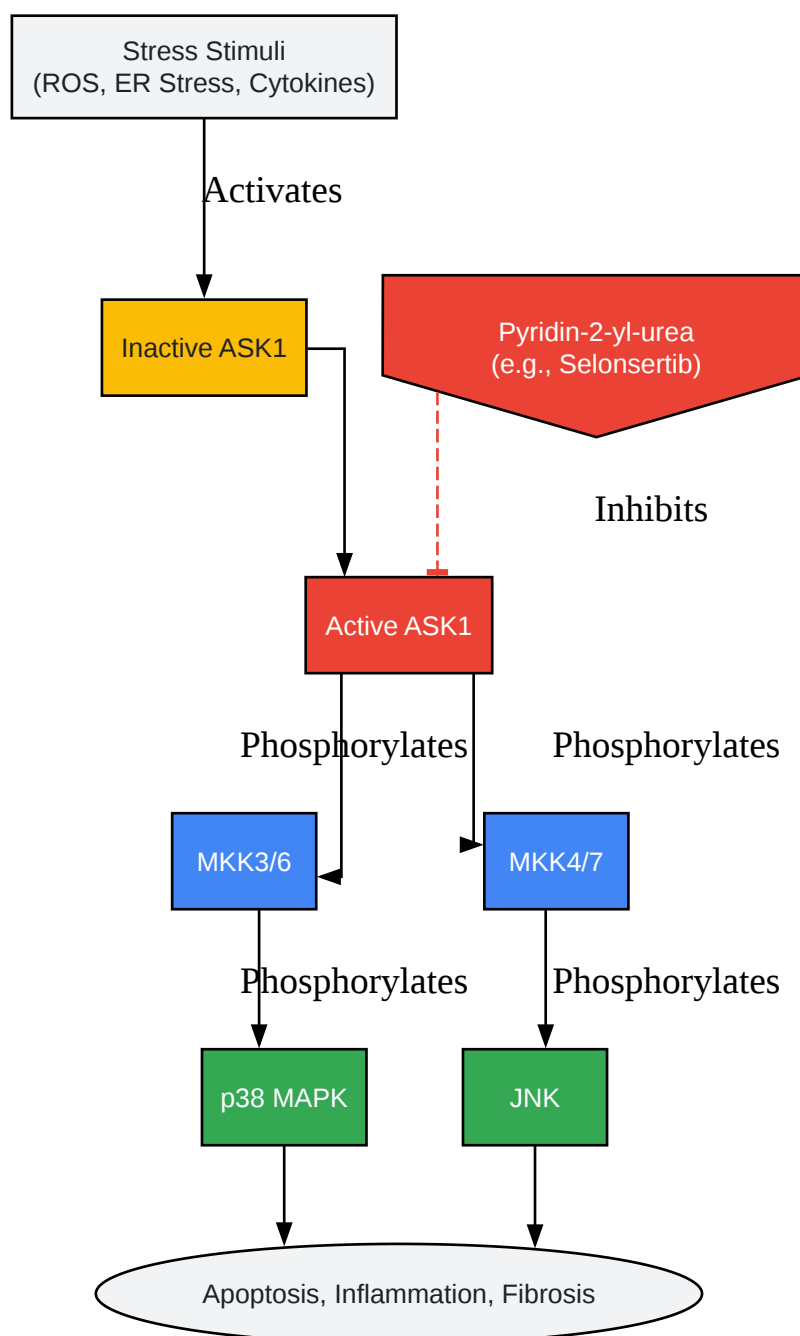 Stress Stimuli
(ROS, ER Stress, Cytokines)
Activates
Inactive ASK1
Pyridin-2-yl-urea
(e.g., Selonsertib)
Inhibits
Active ASK1
Phosphorylates
Phosphorylates
MKK3/6
MKK4/7
Phosphorylates
Phosphorylates
p38 MAPK
JNK
Apoptosis, Inflammation, Fibrosis